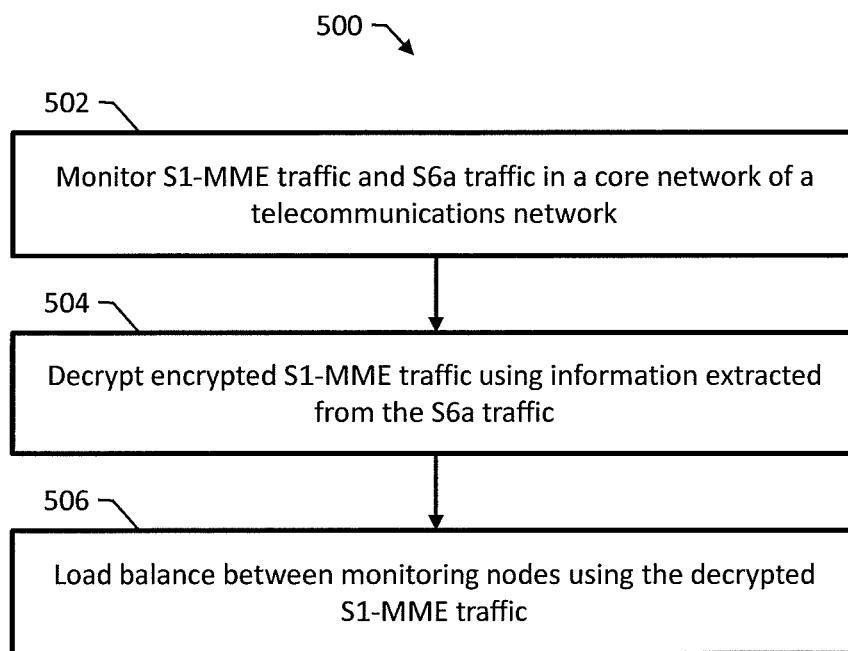 500
502
Monitor S1-MME traffic and S6a traffic in a core network of a
telecommunications network
504
Decrypt encrypted S1-MME traffic using information extracted
from the S6a traffic
506
Load balance between monitoring nodes using the decrypted
S1-MME traffic